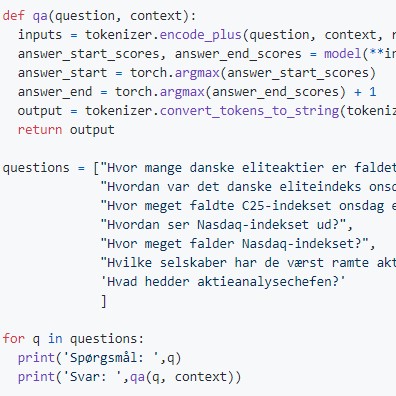 def qa(question, context):
inputs = tokenizer.encode_plus(question, context,
answer_start_scores, answer_end_scores = model(**in
answer_start = torch.argmax(answer_start_scores)
answer_end = torch.argmax(answer_end_scores) + 1
output = tokenizer.convert_tokens_to_string(tokeniz
return output
questions = ["Hvor mange danske eliteaktier er faldet
"Hvordan var det danske eliteindeks onsd
"Hvor meget faldte C25-indekset onsdag
"Hvordan ser Nasdaq-indekset ud?",
"Hvor meget falder Nasdaq-indekset?",
"Hvilke selskaber har de værst ramte akt
'Hvad hedder aktieanalysechefen?'
]
for q in questions:
print('Spørgsmål: ',q)
print('Svar: ',qa(q, context))